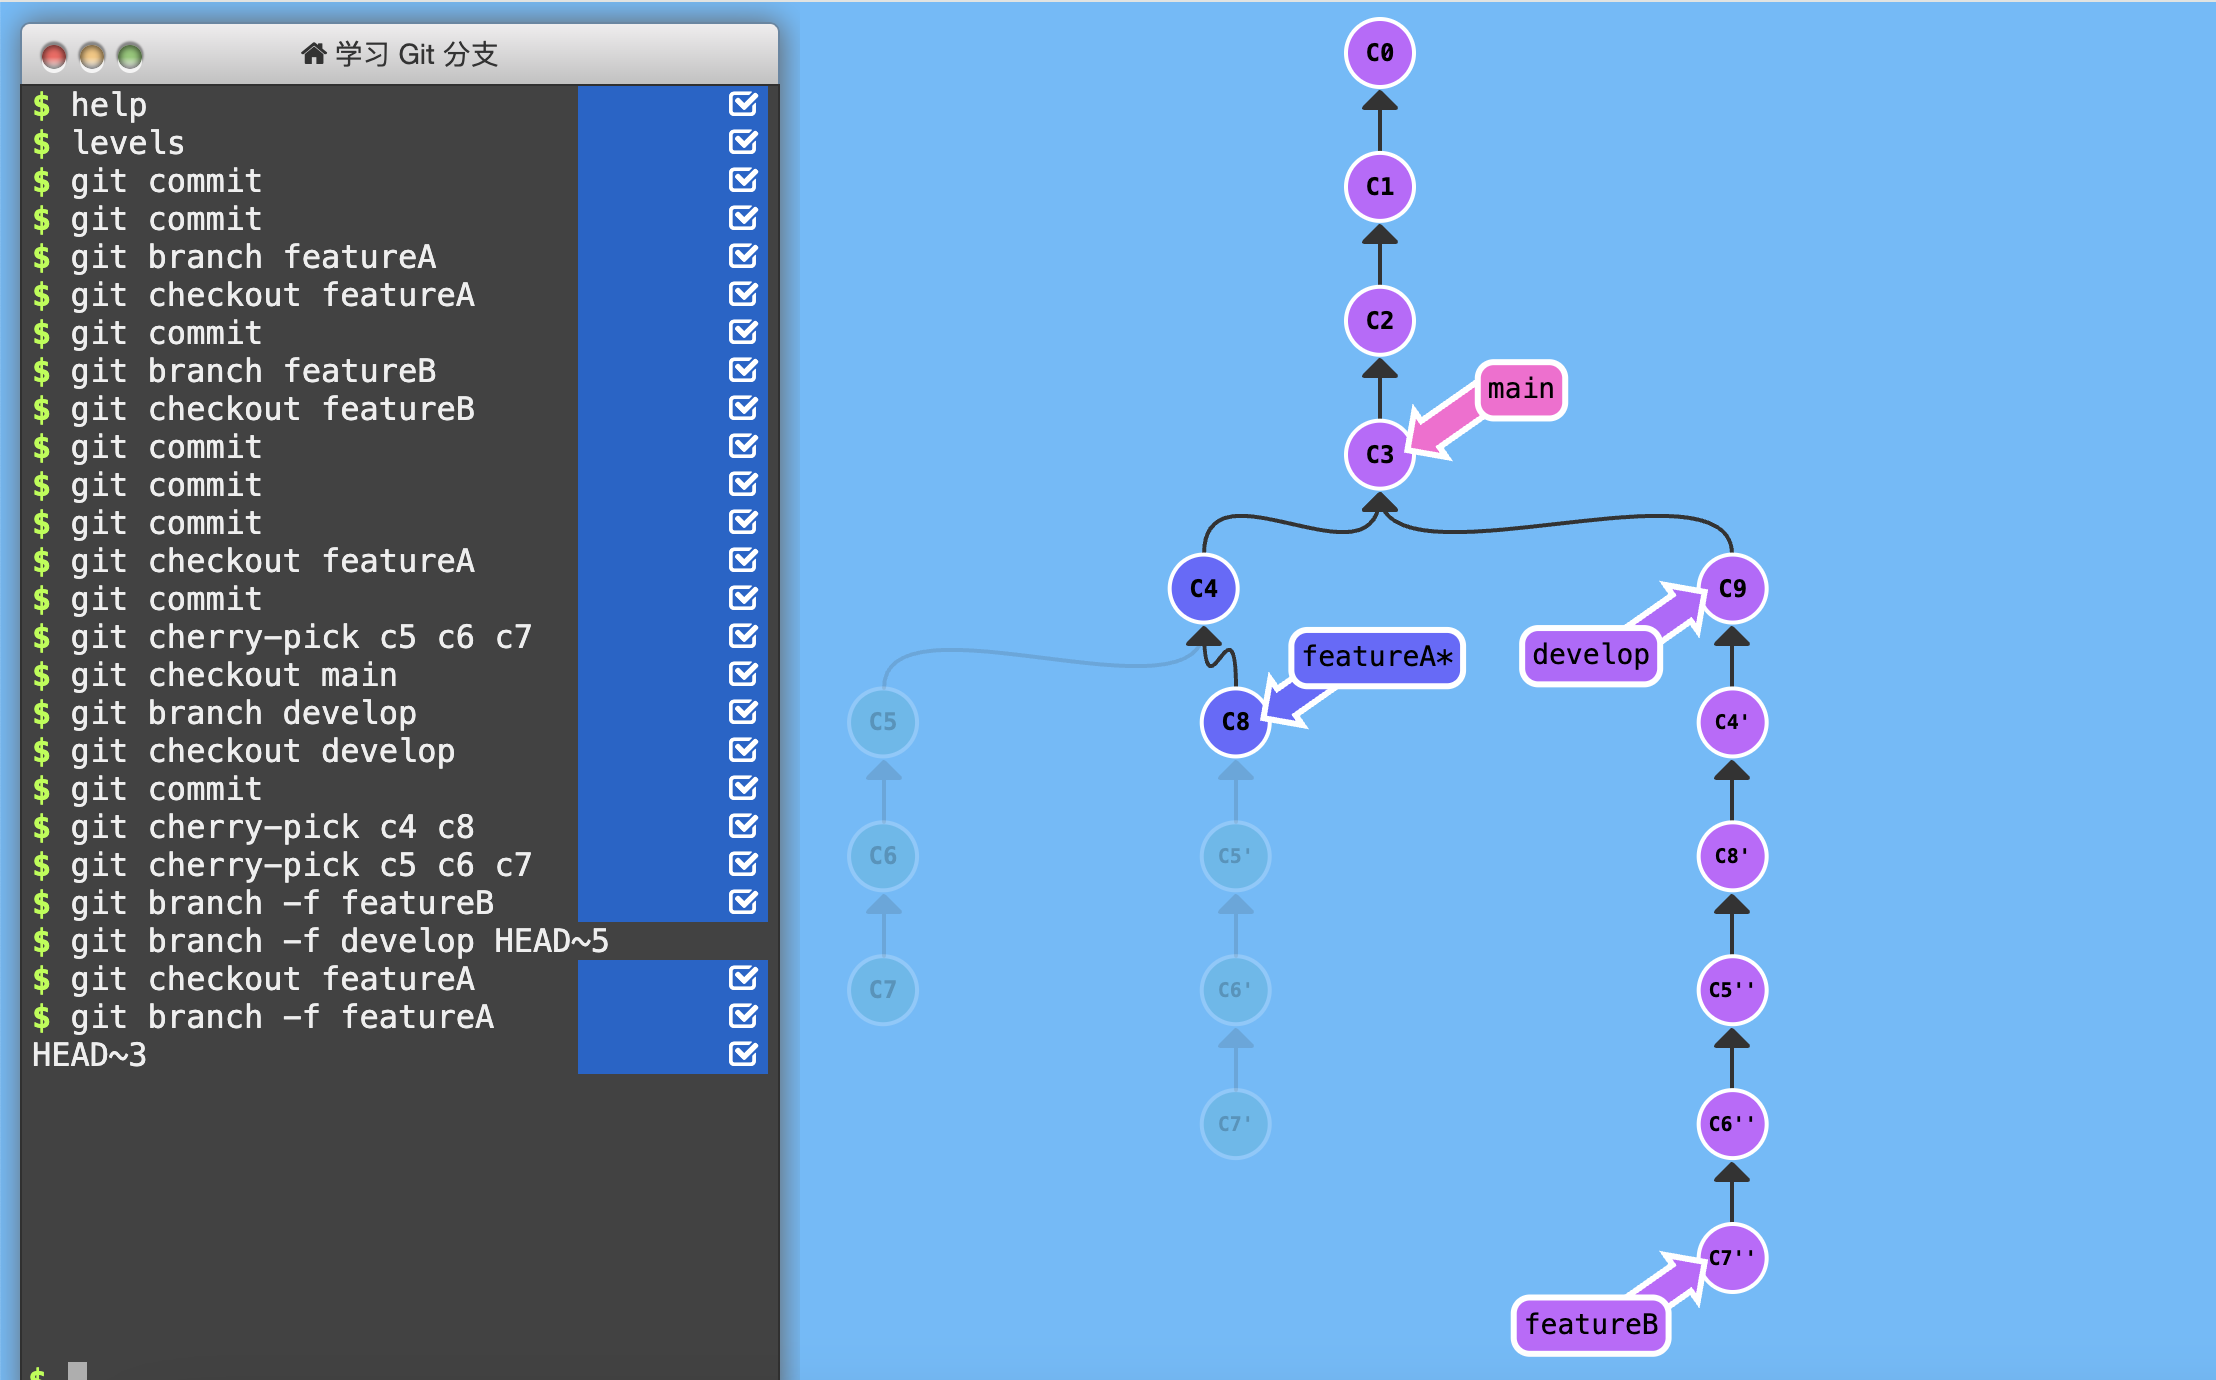 学习 Git 分支
$ help
$ levels
$ git commit
$ git commit
$ git branch featureA
$ git checkout featureA
$ git commit
$ git branch featureB
$ git checkout featureB
$ git commit
$ git commit
$ git commit
$ git checkout featureA
$ git commit
$ git cherry-pick c5 c6 c7
$ git checkout main
$ git branch develop
$ git checkout develop
$ git commit
$ git cherry-pick c4 c8
$ git cherry-pick c5 c6 c7
$ git branch -f featureB
$ git branch -f develop HEAD~5
$ git checkout featureA
$ git branch -f featureA
HEAD~3
$
C0
C1
C2
main
C3
C4
C9
featureA*
develop
C5
C8
C4'
C6
C5'
C8'
C7
C6'
C5''
C7'
C6''
C7''
featureB